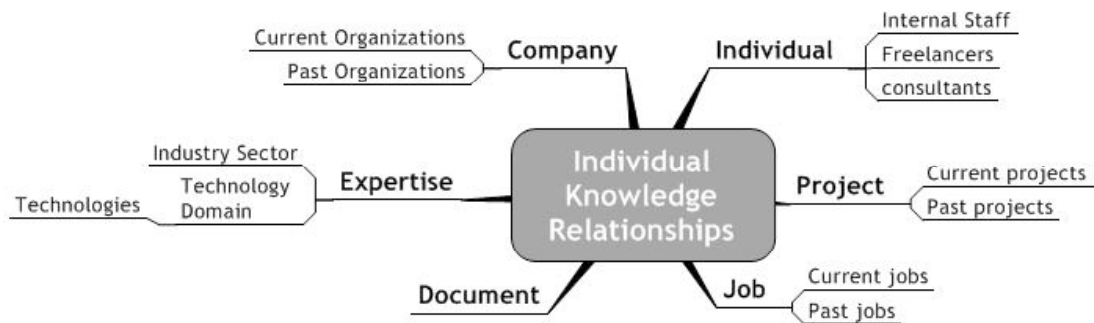 Current Organizations
Past Organizations
Company
Individual
Internal Staff
Freelancers
consultants
Industry Sector
Technologies
Technology
Domain
Expertise
Individual
Knowledge
Relationships
Project
Current projects
Past projects
Document
Job
Current jobs
Past jobs